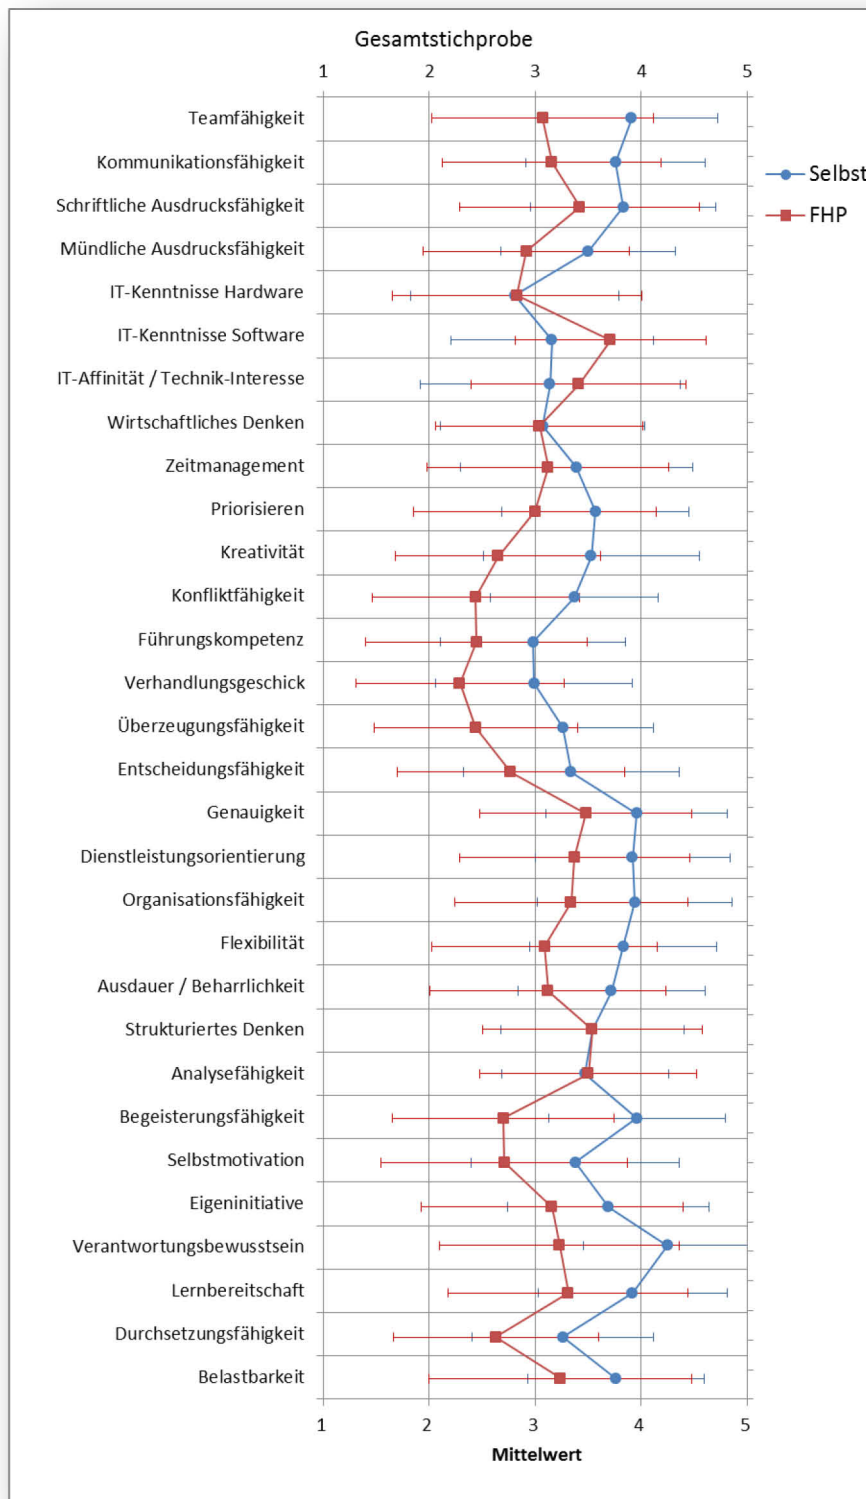 Gesamtstichprobe
1 2 3 4 5
Teamfähigkeit
Kommunikationsfähigkeit
Selbst
Schriftliche Ausdrucksfähigkeit
FHP
Mündliche Ausdrucksfähigkeit
IT-Kenntnisse Hardware
IT-Kenntnisse Software
IT-Affinität / Technik-Interesse
Wirtschaftliches Denken
Zeitmanagement
Priorisieren
Kreativität
Konfliktfähigkeit
Führungskompetenz
Verhandlungsgeschick
Überzeugungsfähigkeit
Entscheidungsfähigkeit
Genauigkeit
Dienstleistungsorientierung
Organisationsfähigkeit
Flexibilität
Ausdauer / Beharrlichkeit
Strukturiertes Denken
Analysefähigkeit
Begeisterungsfähigkeit
Selbstmotivation
Eigeninitiative
Verantwortungsbewusstsein
Lernbereitschaft
Durchsetzungsfähigkeit
Belastbarkeit
1 2 3 4 5
Mittelwert